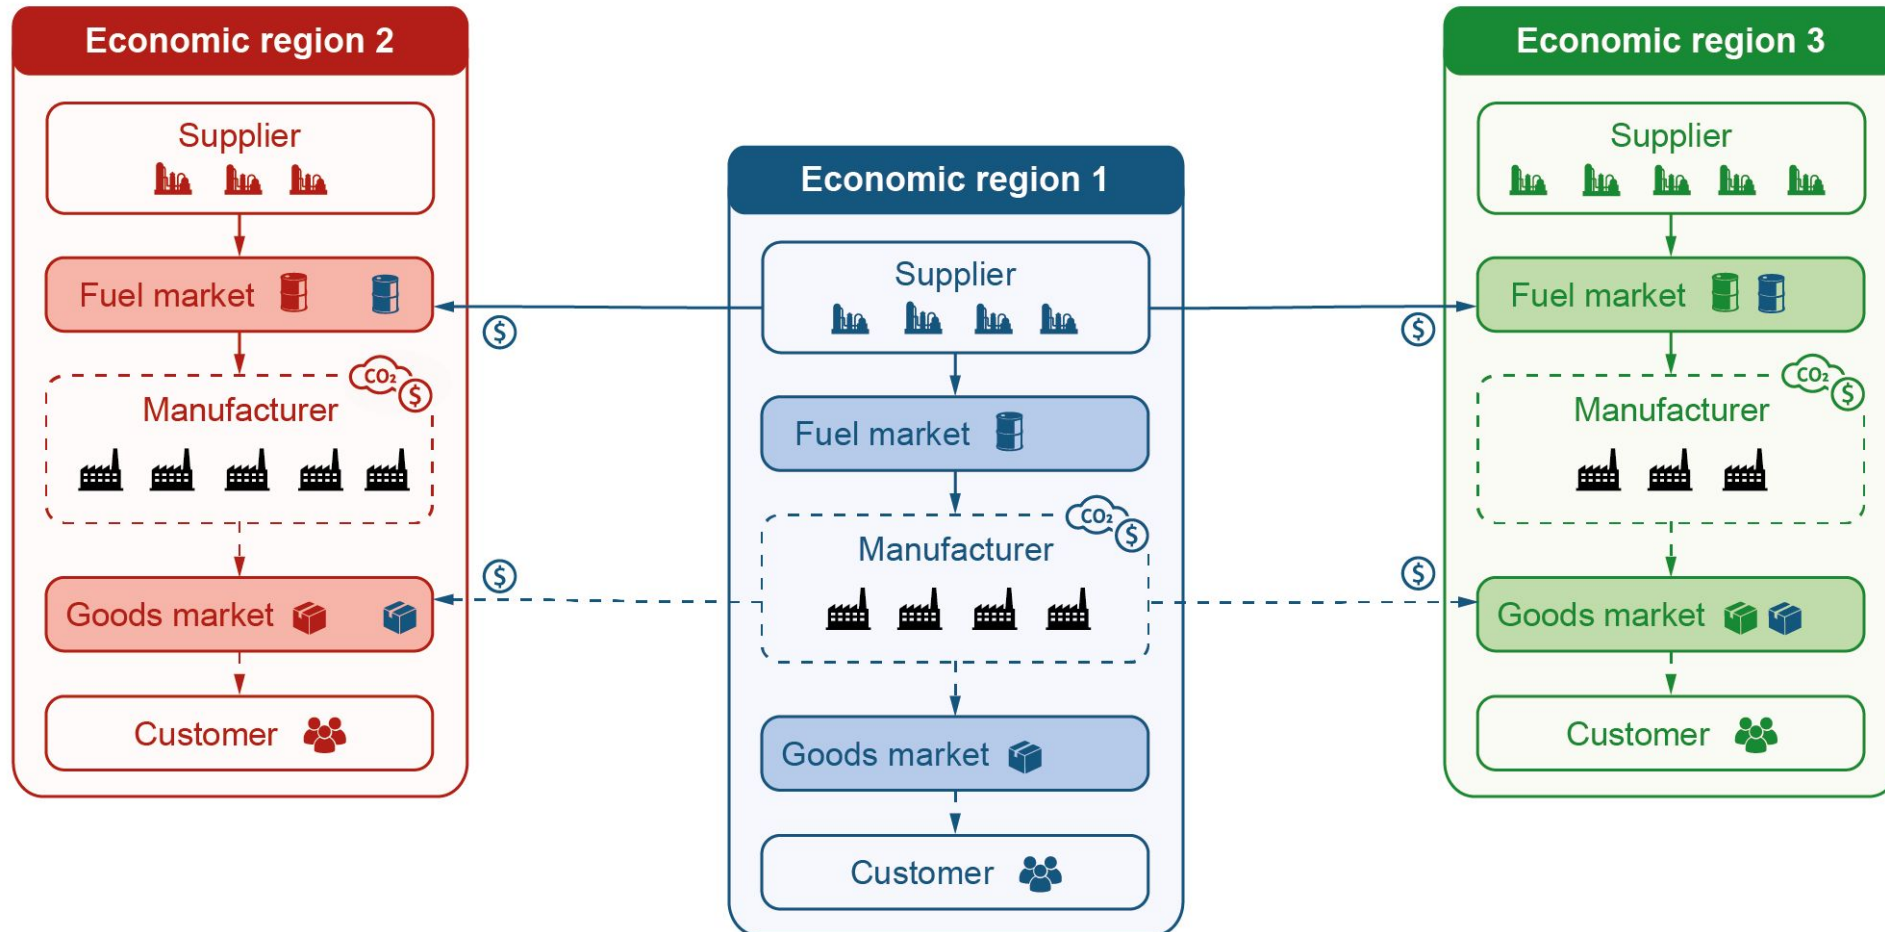 Economic region 2
Supplier
Fuel market
$
CO₂
$
Manufacturer
$
Goods market
Customer
Economic region 1
Supplier
Fuel market
CO₂
$
Manufacturer
Goods market
Customer
Economic region 3
Supplier
$
Fuel market
CO₂
$
Manufacturer
$
Goods market
Customer